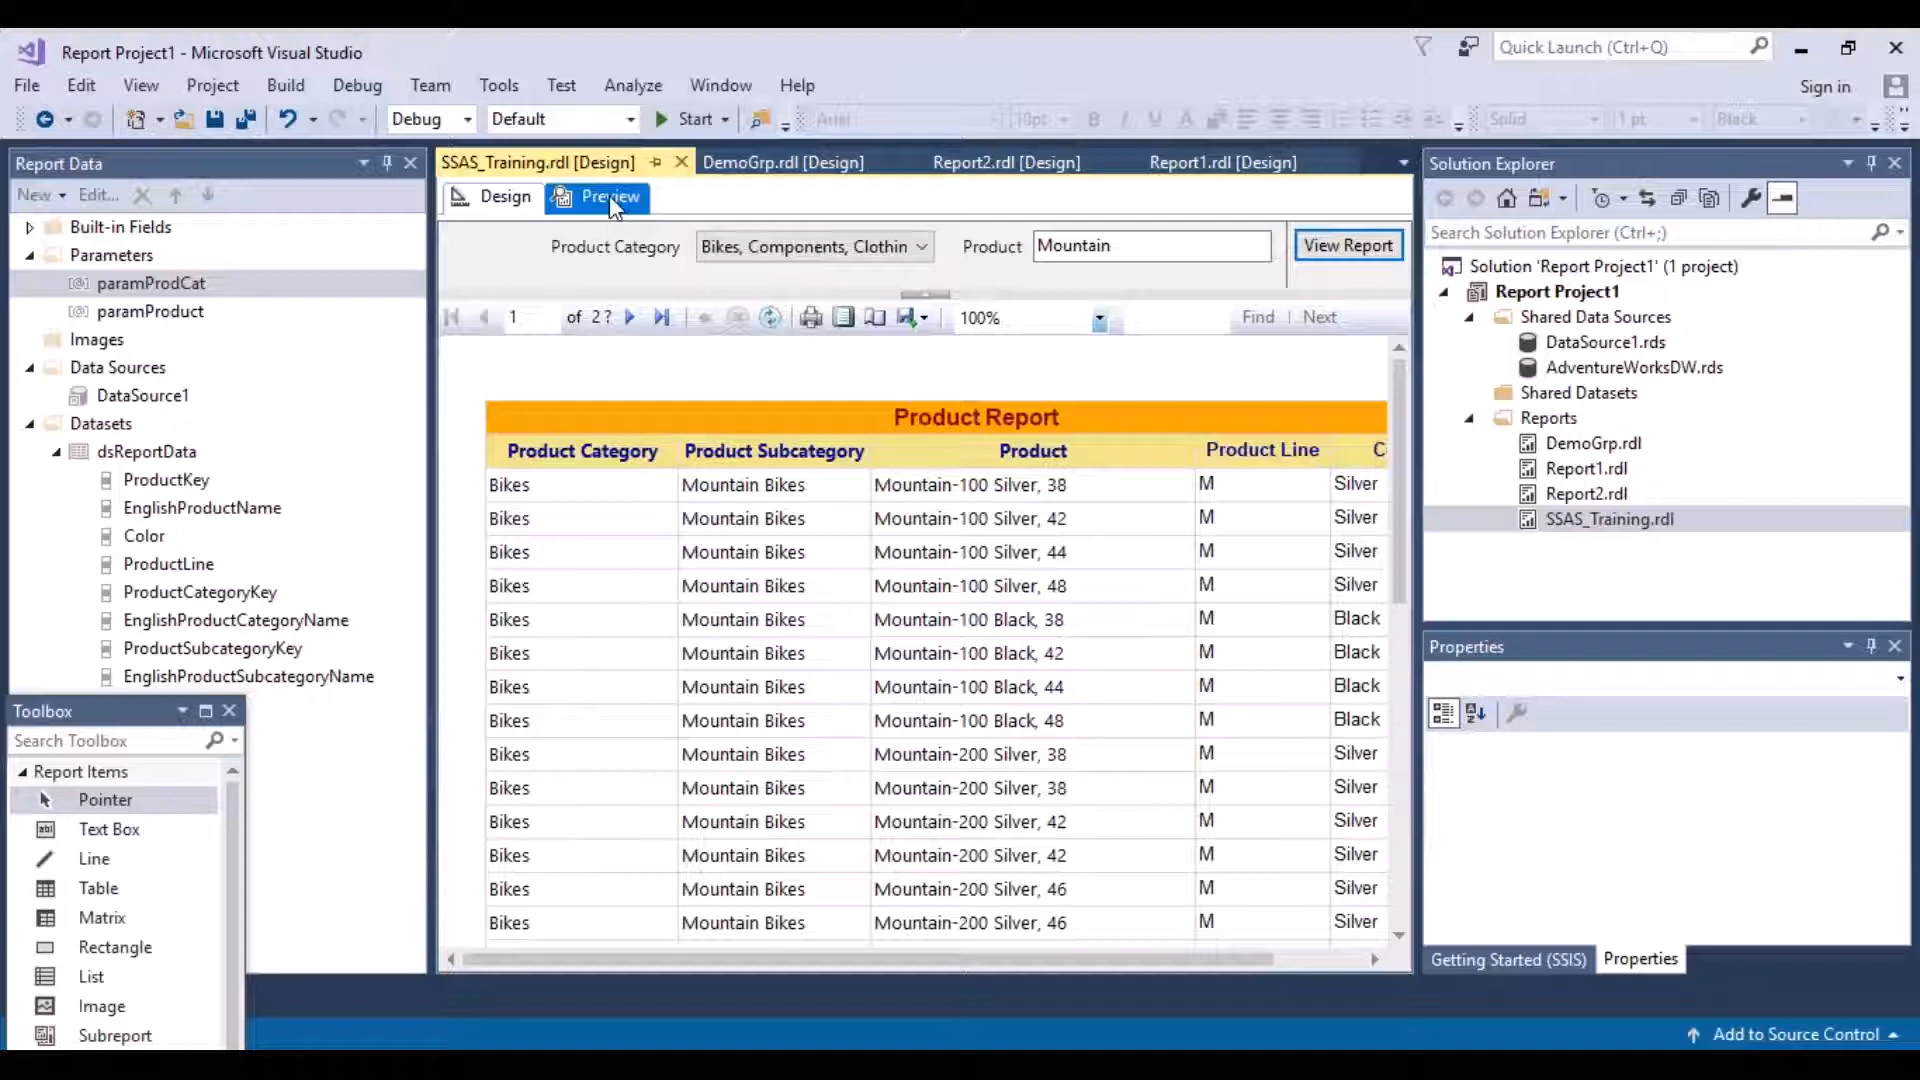 Report Project1 - Microsoft Visual Studio
Quick Launch (Ctrl+Q)
File Edit View Project Build Debug Team Tools Test Analyze Window Help
Sign in
Debug Default Start Arial 10pt B I U A Solid 1 pt Black
Report Data
New Edit...
Built-in Fields
Parameters
[@] paramProdCat
[@] paramProduct
Images
Data Sources
DataSource1
Datasets
dsReportData
ProductKey
EnglishProductName
Color
ProductLine
ProductCategoryKey
EnglishProductCategoryName
ProductSubcategoryKey
EnglishProductSubcategoryName
Toolbox
Search Toolbox
Report Items
Pointer
Text Box
Line
Table
Matrix
Rectangle
List
Image
Subreport
SSAS_Training.rdl [Design] DemoGrp.rdl [Design] Report2.rdl [Design] Report1.rdl [Design]
Design Preview
Product Category Bikes, Components, Clothin Product Mountain View Report
1 of 2? 100% Find Next
Product Report
Product Category Product Subcategory Product Product Line C
Bikes Mountain Bikes Mountain-100 Silver, 38 M Silver
Bikes Mountain Bikes Mountain-100 Silver, 42 M Silver
Bikes Mountain Bikes Mountain-100 Silver, 44 M Silver
Bikes Mountain Bikes Mountain-100 Silver, 48 M Silver
Bikes Mountain Bikes Mountain-100 Black, 38 M Black
Bikes Mountain Bikes Mountain-100 Black, 42 M Black
Bikes Mountain Bikes Mountain-100 Black, 44 M Black
Bikes Mountain Bikes Mountain-100 Black, 48 M Black
Bikes Mountain Bikes Mountain-200 Silver, 38 M Silver
Bikes Mountain Bikes Mountain-200 Silver, 38 M Silver
Bikes Mountain Bikes Mountain-200 Silver, 42 M Silver
Bikes Mountain Bikes Mountain-200 Silver, 42 M Silver
Bikes Mountain Bikes Mountain-200 Silver, 46 M Silver
Bikes Mountain Bikes Mountain-200 Silver, 46 M Silver
Solution Explorer
Search Solution Explorer (Ctrl+;)
Solution 'Report Project1' (1 project)
Report Project1
Shared Data Sources
DataSource1.rds
AdventureWorksDW.rds
Shared Datasets
Reports
DemoGrp.rdl
Report1.rdl
Report2.rdl
SSAS_Training.rdl
Properties
Getting Started (SSIS) Properties
Add to Source Control